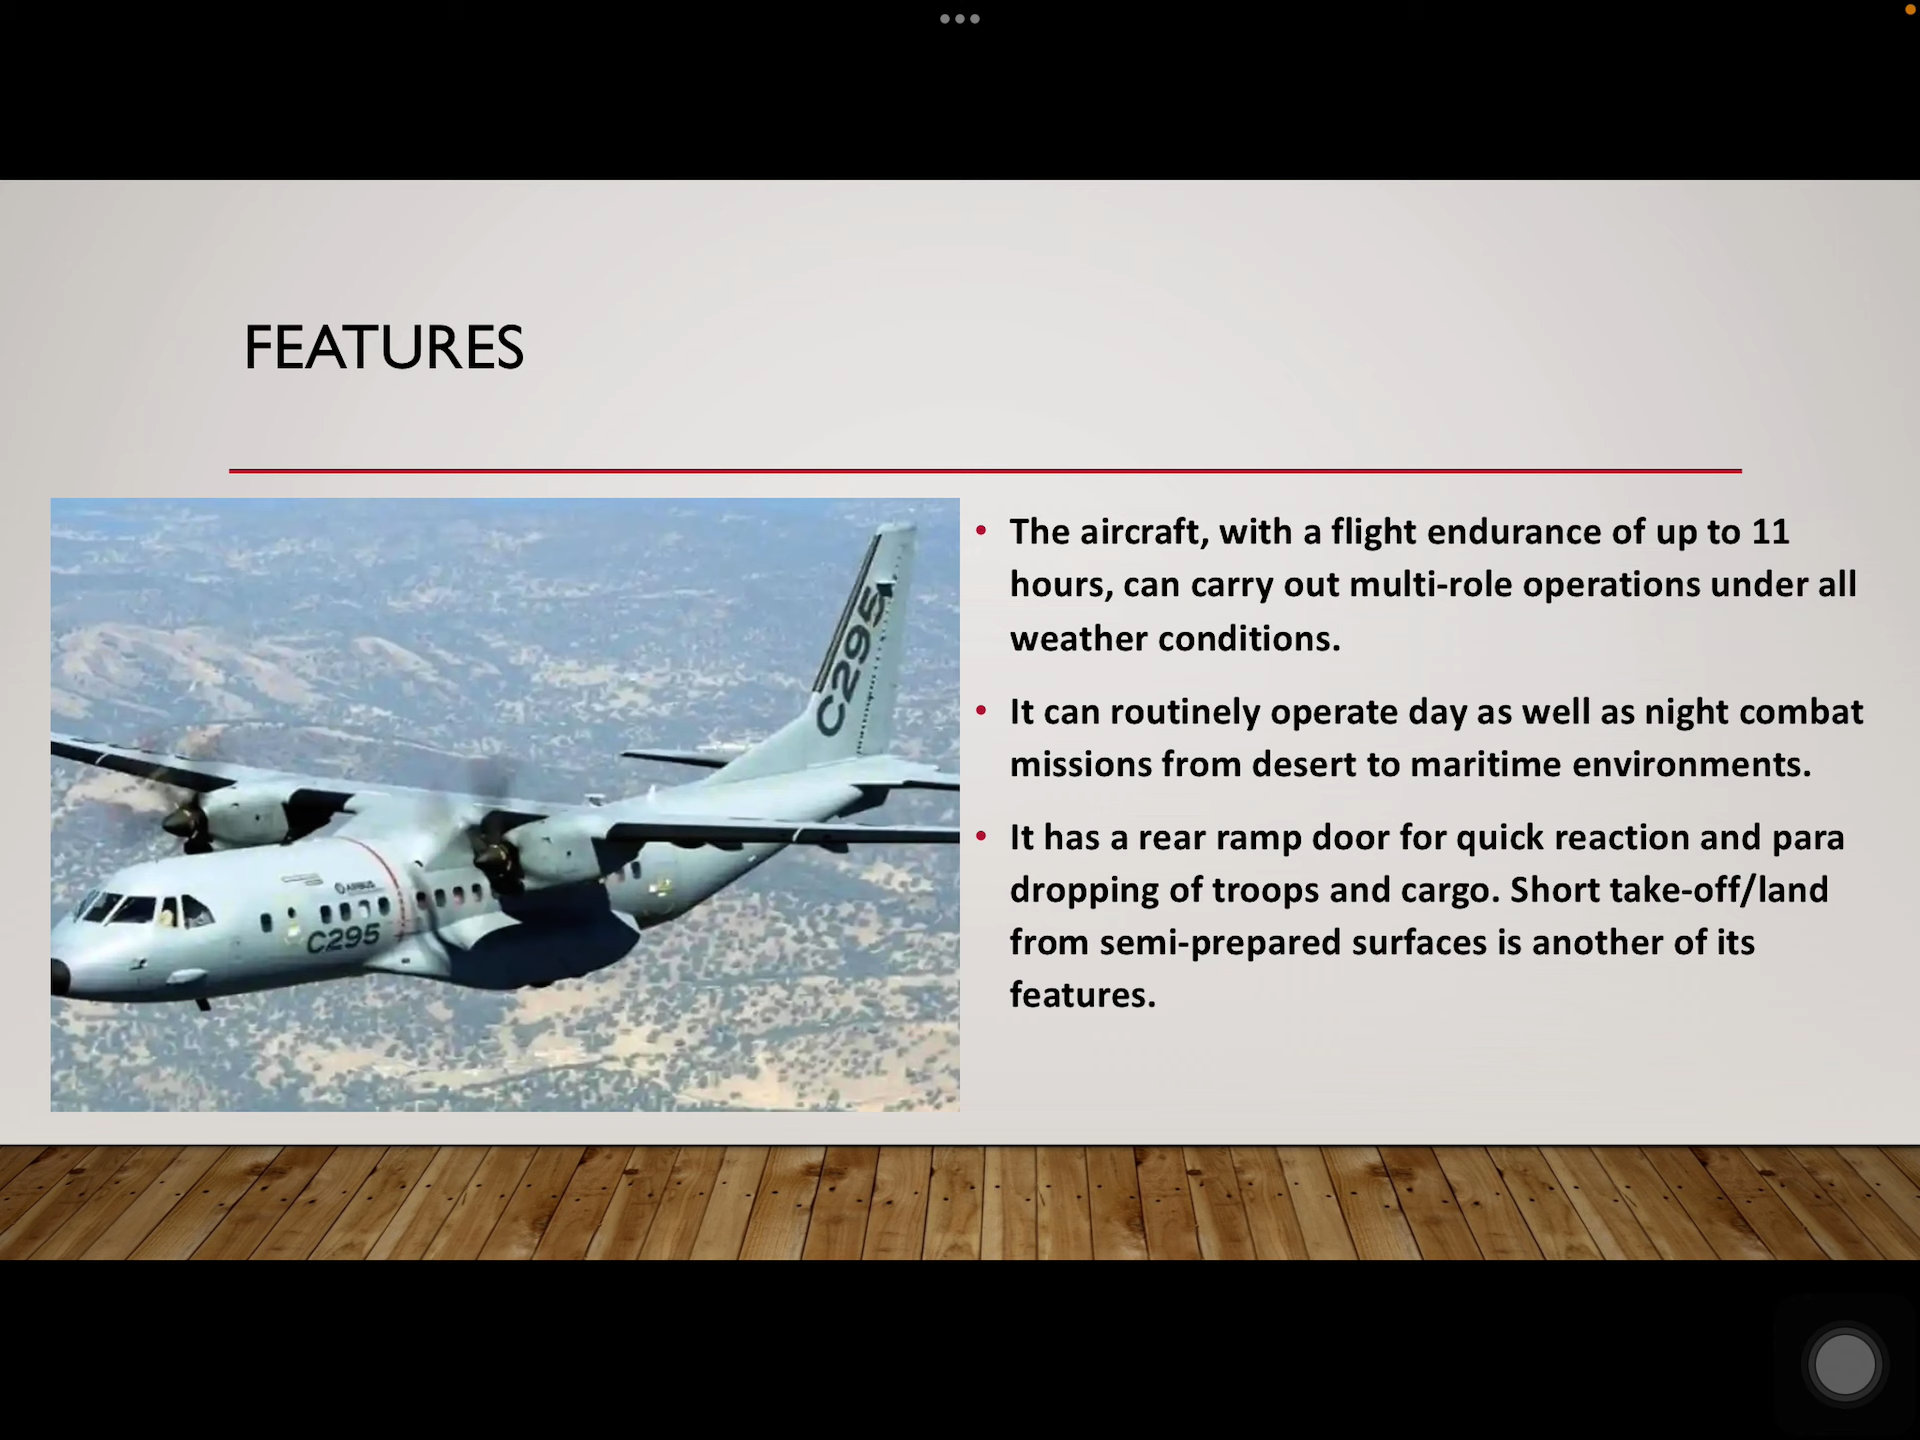 FEATURES
C295
AIRBUS
C295
• The aircraft, with a flight endurance of up to 11
hours, can carry out multi-role operations under all
weather conditions.
• It can routinely operate day as well as night combat
missions from desert to maritime environments.
• It has a rear ramp door for quick reaction and para
dropping of troops and cargo. Short take-off/land
from semi-prepared surfaces is another of its
features.